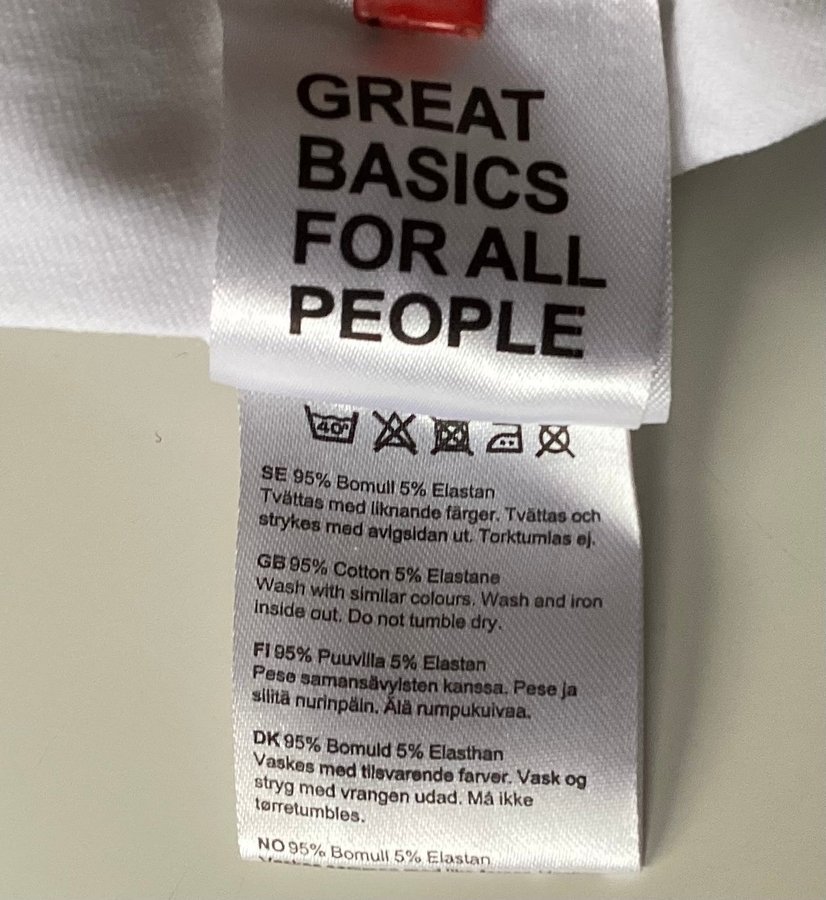 GREAT
BASICS
FOR ALL
PEOPLE
40°
SE 95% Bomull 5% Elastan
Tvättas med liknande färger. Tvättas och
strykes med avigsidan ut. Torktumlas ej.
GB 95% Cotton 5% Elastane
Wash with similar colours. Wash and iron
inside out. Do not tumble dry.
FI 95% Puuvilla 5% Elastan
Pese samansävyisten kanssa. Pese ja
silitä nurinpäin. Älä rumpukuivaa.
DK 95% Bomuld 5% Elasthan
Vaskes med tilsvarende farver. Vask og
stryg med vrangen udad. Må ikke
tørretumbles.
NO 95% Bomull 5% Elastan